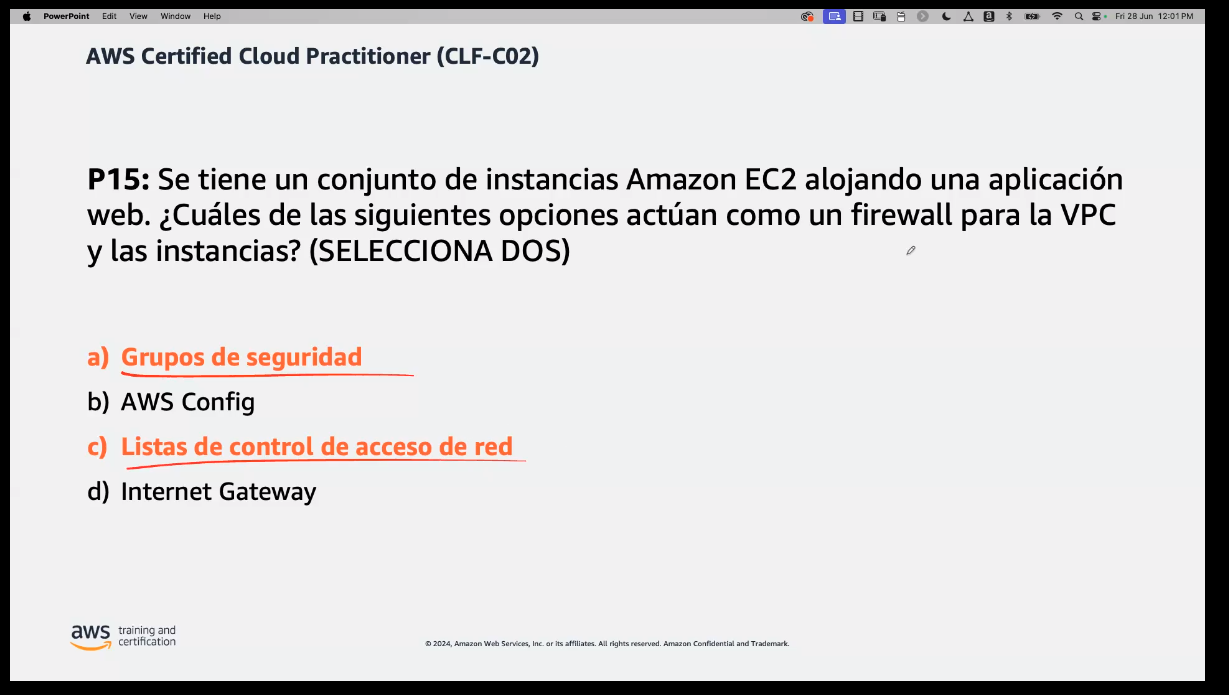 PowerPoint Edit View Window Help Fri 28 Jun 12:01 PM
AWS Certified Cloud Practitioner (CLF-C02)
P15: Se tiene un conjunto de instancias Amazon EC2 alojando una aplicación
web. ¿Cuáles de las siguientes opciones actúan como un firewall para la VPC
y las instancias? (SELECCIONA DOS)
a) Grupos de seguridad
b) AWS Config
c) Listas de control de acceso de red
d) Internet Gateway
aws training and
certification
© 2024, Amazon Web Services, Inc. or its affiliates. All rights reserved. Amazon Confidential and Trademark.